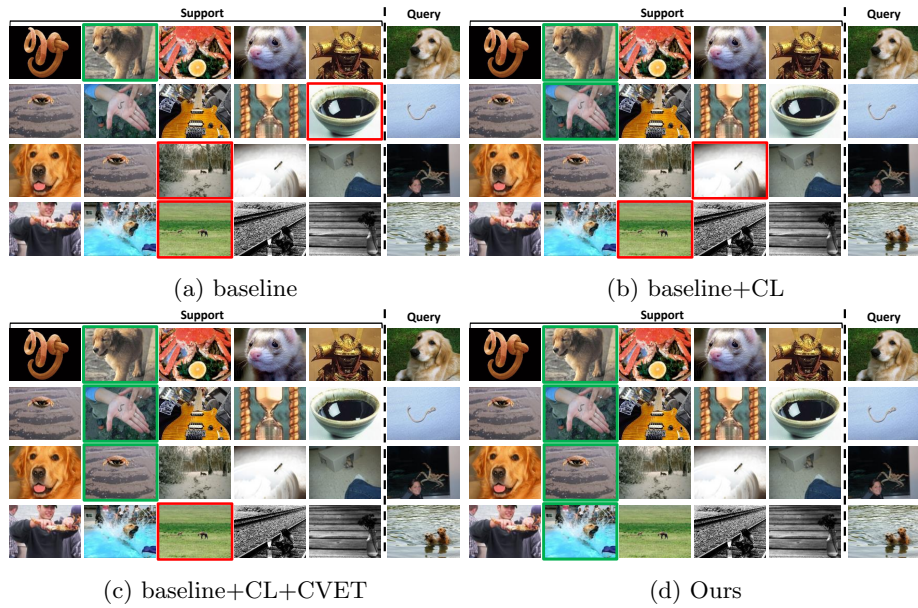 Support Query Support Query
(a) baseline (b) baseline+CL
Support Query Support Query
(c) baseline+CL+CVET (d) Ours